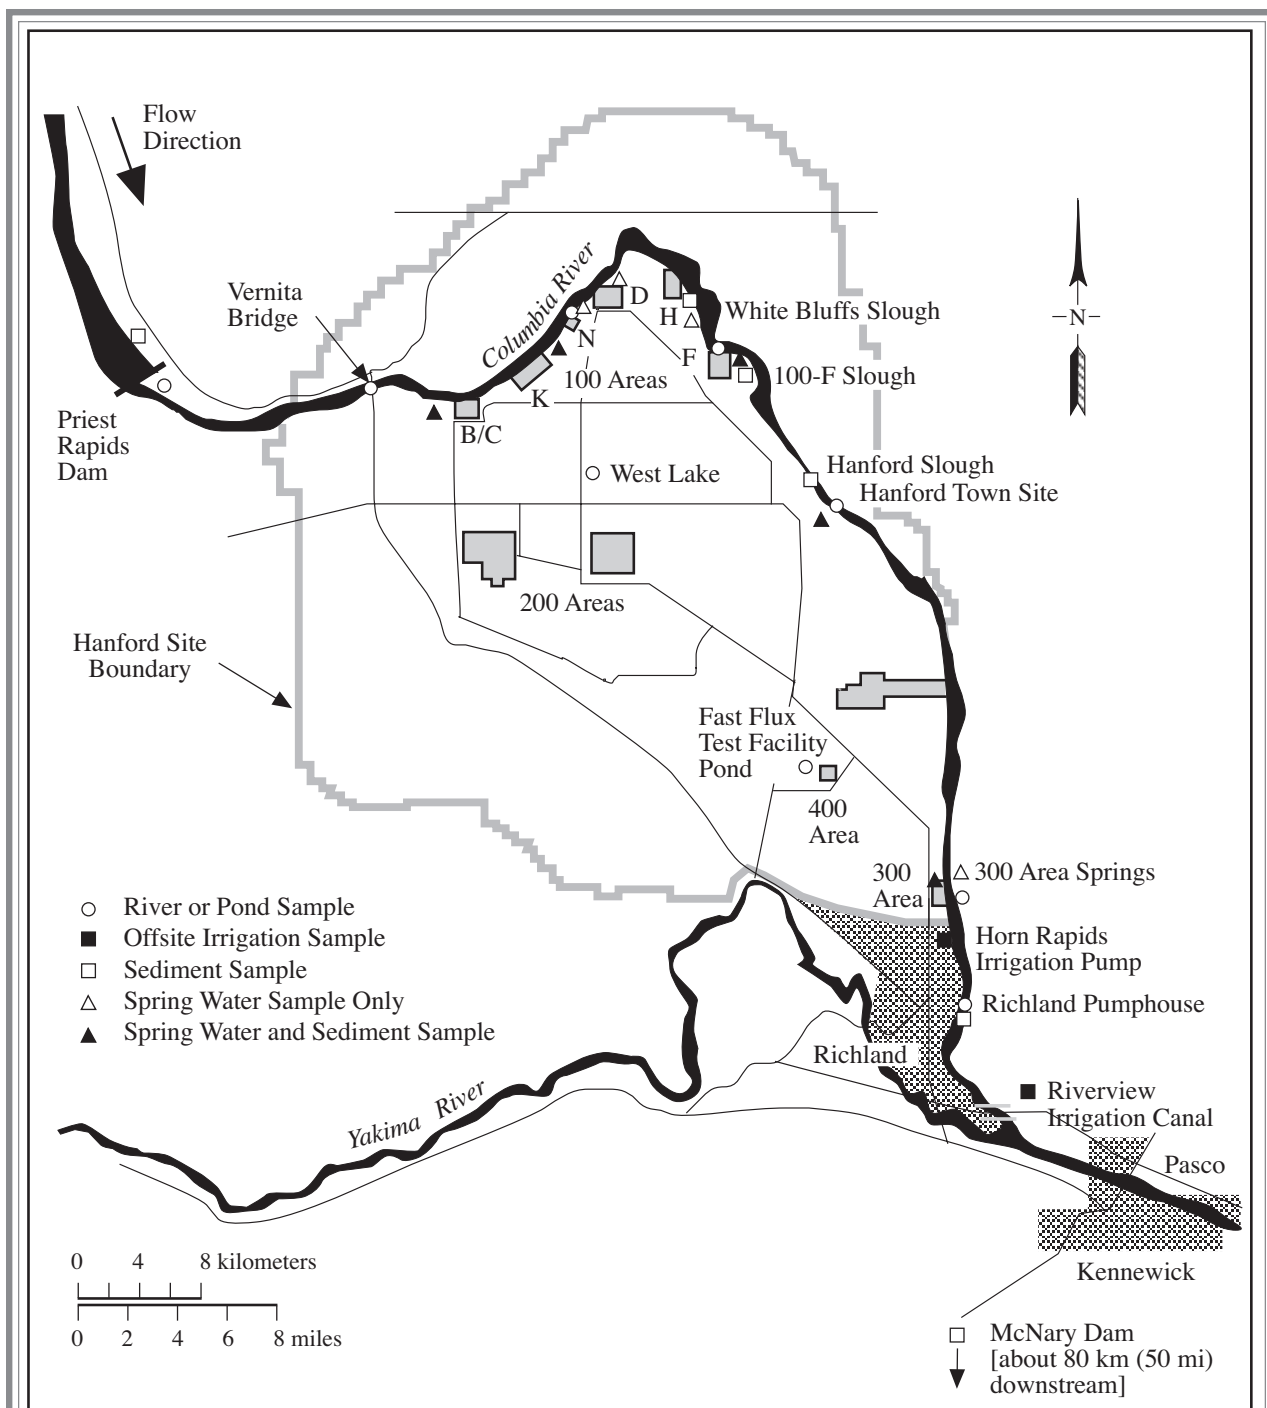 Flow
Direction
Vernita
Bridge
Columbia River
D
H
White Bluffs Slough
N
N
F
100 Areas
100-F Slough
K
B/C
Priest
Rapids
Dam
West Lake
Hanford Slough
Hanford Town Site
200 Areas
Hanford Site
Boundary
Fast Flux
Test Facility
Pond
400
Area
300
Area
300 Area Springs
River or Pond Sample
Offsite Irrigation Sample
Sediment Sample
Spring Water Sample Only
Spring Water and Sediment Sample
Horn Rapids
Irrigation Pump
Richland Pumphouse
Richland
Yakima River
Riverview
Irrigation Canal
Pasco
Kennewick
0 4 8 kilometers
0 2 4 6 8 miles
McNary Dam
[about 80 km (50 mi)
downstream]